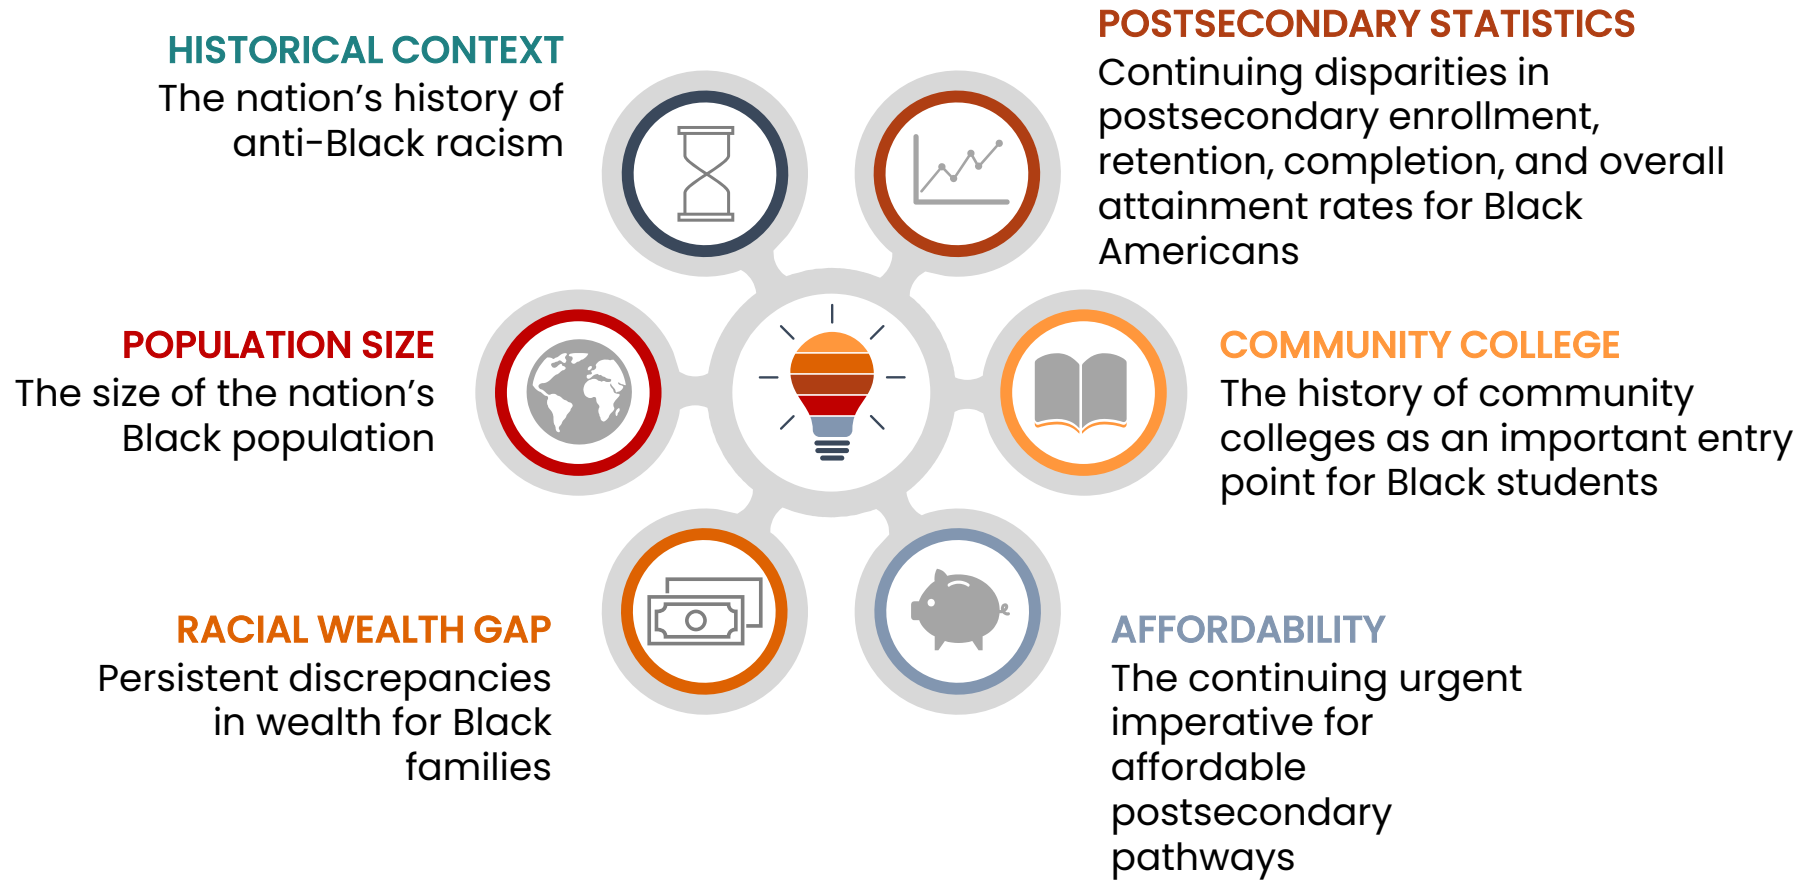 HISTORICAL CONTEXT
The nation’s history of
anti-Black racism
POSTSECONDARY STATISTICS
Continuing disparities in
postsecondary enrollment,
retention, completion, and overall
attainment rates for Black
Americans
POPULATION SIZE
The size of the nation’s
Black population
COMMUNITY COLLEGE
The history of community
colleges as an important entry
point for Black students
RACIAL WEALTH GAP
Persistent discrepancies
in wealth for Black
families
AFFORDABILITY
The continuing urgent
imperative for
affordable
postsecondary
pathways